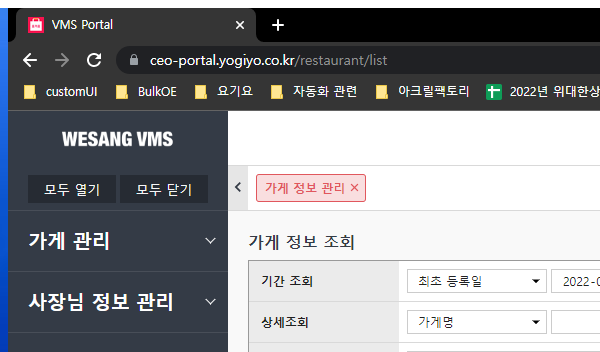 VMS Portal
ceo-portal.yogiyo.co.kr/restaurant/list
customUI BulkOE 요기요 자동화 관련 아크릴팩토리 2022년 위대한상
WESANG VMS
모두 열기 모두 닫기
가게 정보 관리
가게 관리
가게 정보 조회
기간 조회 최초 등록일 2022-0
사장님 정보 관리
상세조회 가게명